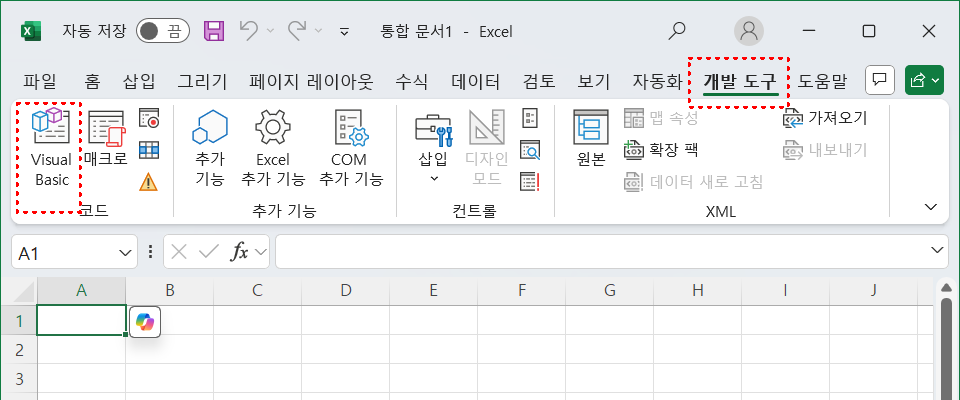 자동 저장 끔 통합 문서1 - Excel
파일 홈 삽입 그리기 페이지 레이아웃 수식 데이터 검토 보기 자동화 개발 도구 도움말
Visual
Basic
매크로
코드
추가
기능
Excel
추가 기능
COM
추가 기능
추가 기능
삽입
디자인
모드
컨트롤
원본
맵 속성
확장 팩
데이터 새로 고침
가져오기
내보내기
XML
A1 fx
A B C D E F G H I J
1
2
3